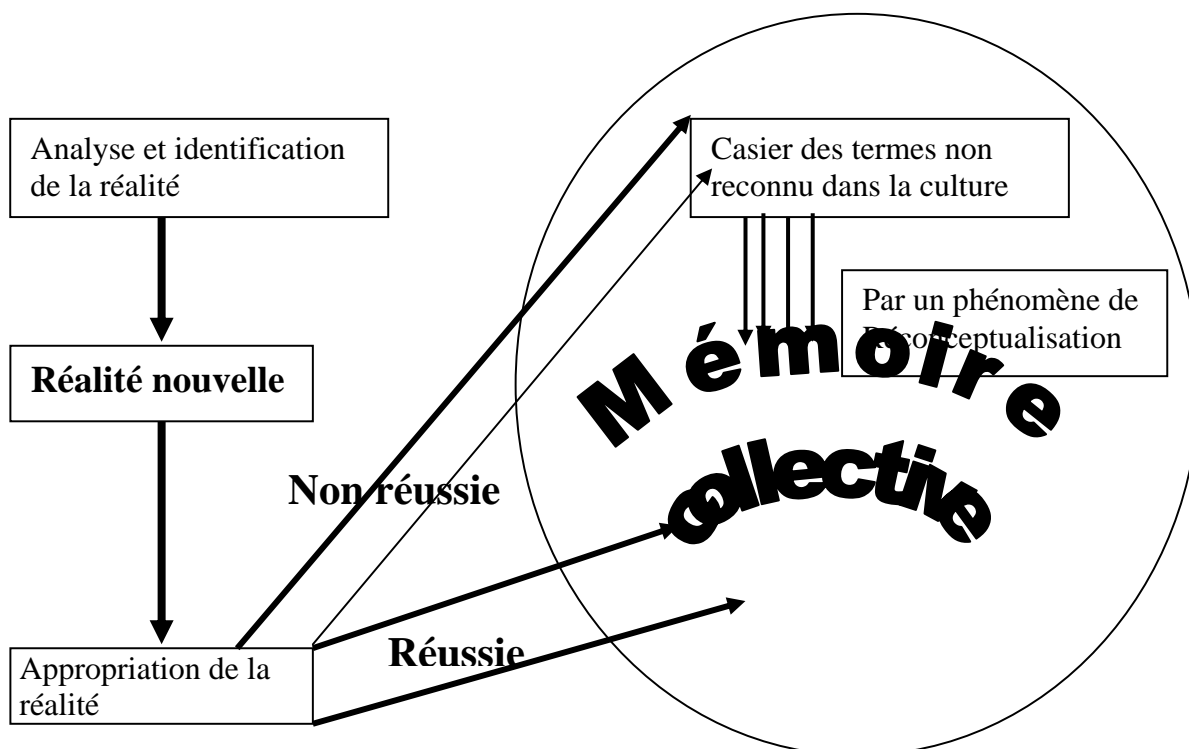 Analyse et identification
de la réalité
Réalité nouvelle
Appropriation de la
réalité
Non réussie
Réussie
Casier des termes non
reconnu dans la culture
Par un phénomène de
Réconceptualisation
Mémoire
collective